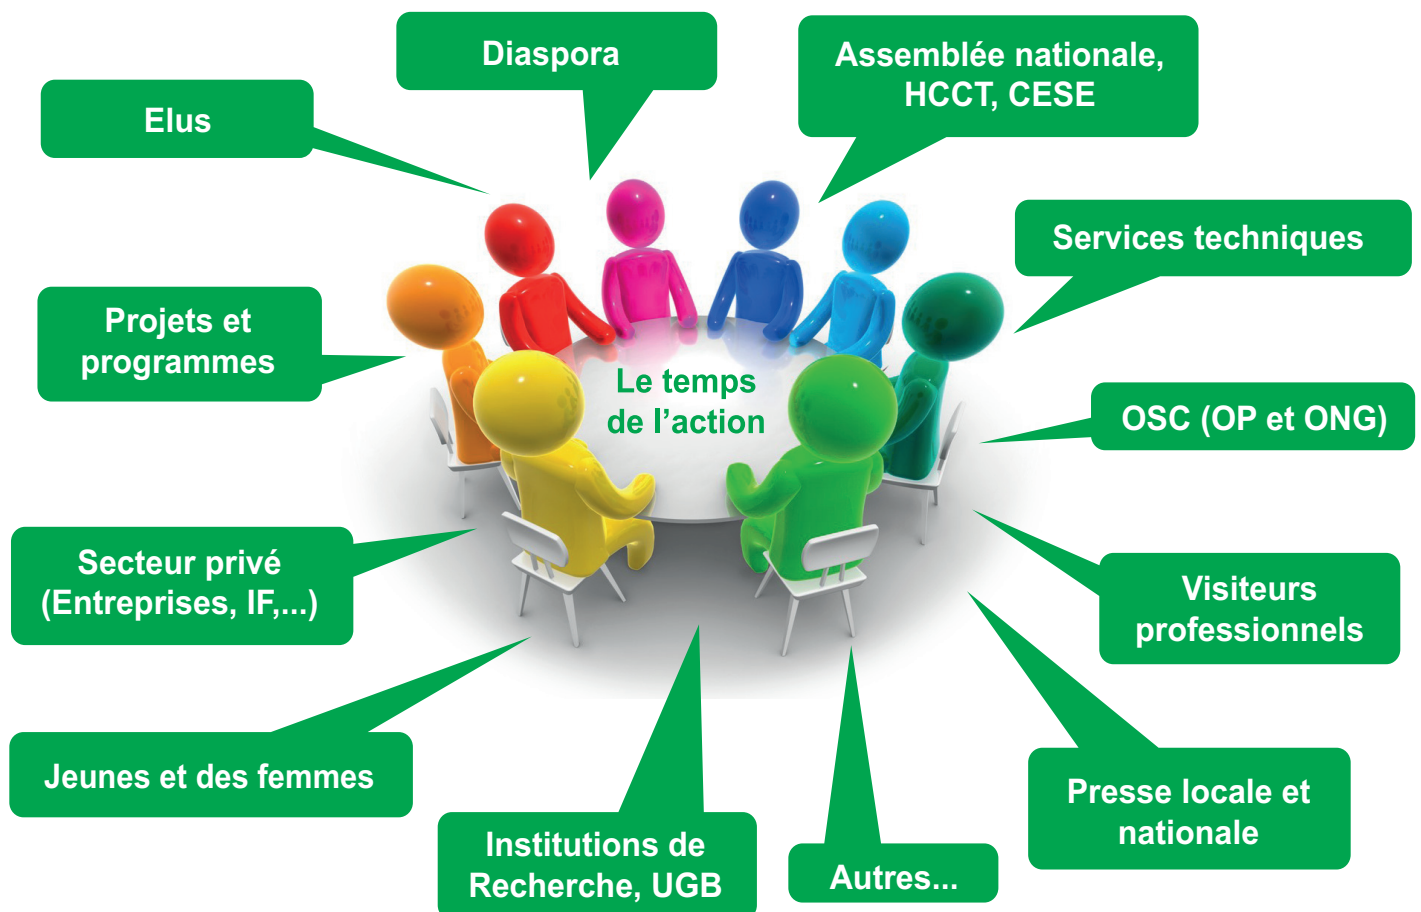 Diaspora
Assemblée nationale,
HCCT, CESE
Elus
Services techniques
Projets et
programmes
Le temps
de l’action
OSC (OP et ONG)
Secteur privé
(Entreprises, IF,...)
Visiteurs
professionnels
Jeunes et des femmes
Presse locale et
nationale
Institutions de
Recherche, UGB
Autres...